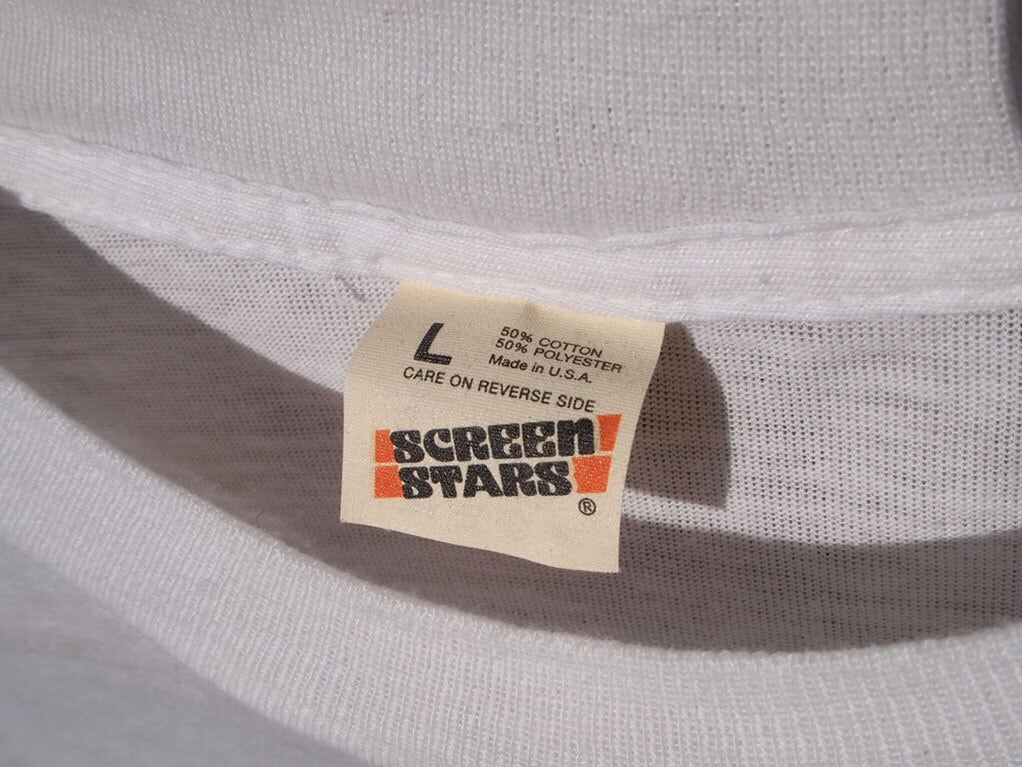 L
50% COTTON
50% POLYESTER
Made in U.S.A.
CARE ON REVERSE SIDE
SCREEN
STARS
®